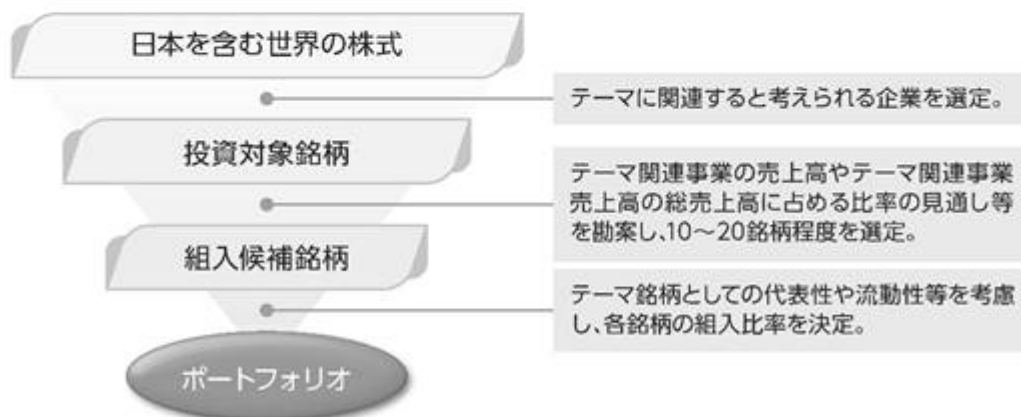 日本を含む世界の株式
テーマに関連すると考えられる企業を選定。
投資対象銘柄
テーマ関連事業の売上高やテーマ関連事業
売上高の総売上高に占める比率の見通し等
を勘案し、10～20銘柄程度を選定。
組入候補銘柄
テーマ銘柄としての代表性や流動性等を考慮
し、各銘柄の組入比率を決定。
ポートフォリオ